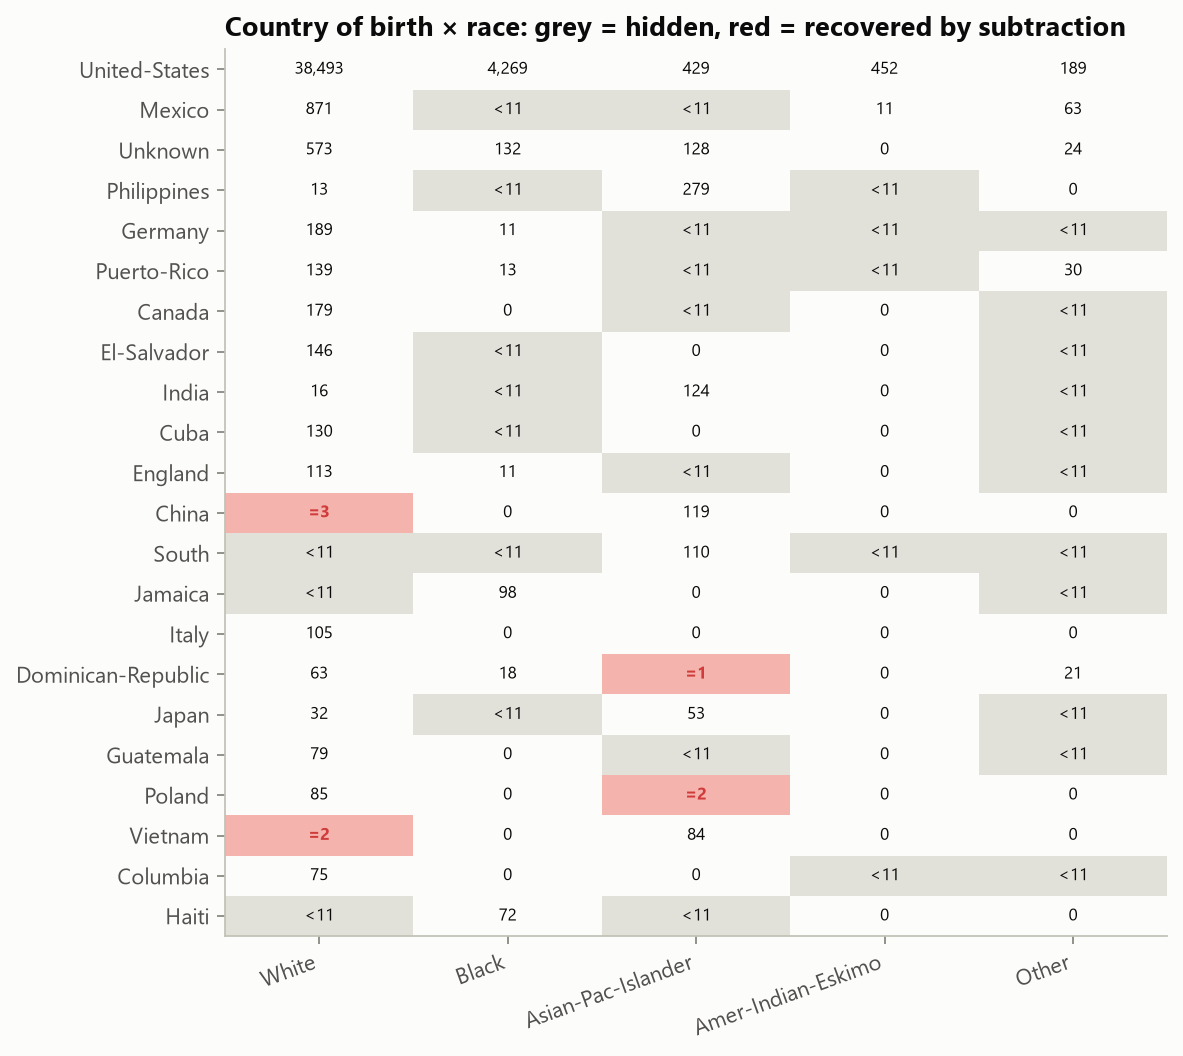 Country of birth × race: grey = hidden, red = recovered by subtraction
United-States 38,493 4,269 429 452 189
Mexico 871 <11 <11 11 63
Unknown 573 132 128 0 24
Philippines 13 <11 279 <11 0
Germany 189 11 <11 <11 <11
Puerto-Rico 139 13 <11 <11 30
Canada 179 0 <11 0 <11
El-Salvador 146 <11 0 0 <11
India 16 <11 124 0 <11
Cuba 130 <11 0 0 <11
England 113 11 <11 0 <11
China =3 0 119 0 0
South <11 <11 110 <11 <11
Jamaica <11 98 0 0 <11
Italy 105 0 0 0 0
Dominican-Republic 63 18 =1 0 21
Japan 32 <11 53 0 <11
Guatemala 79 0 <11 0 <11
Poland 85 0 =2 0 0
Vietnam =2 0 84 0 0
Columbia 75 0 0 <11 <11
Haiti <11 72 <11 0 0
White Black Asian-Pac-Islander Amer-Indian-Eskimo Other